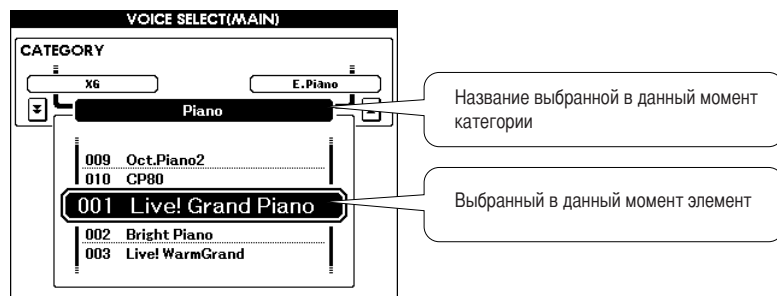 VOICE SELECT(MAIN)
CATEGORY
XG
E.Piano
Piano
009 Oct.Piano2
010 CP80
001 Live! Grand Piano
002 Bright Piano
003 Live! WarmGrand
Название выбранной в данный момент
категории
Выбранный в данный момент элемент